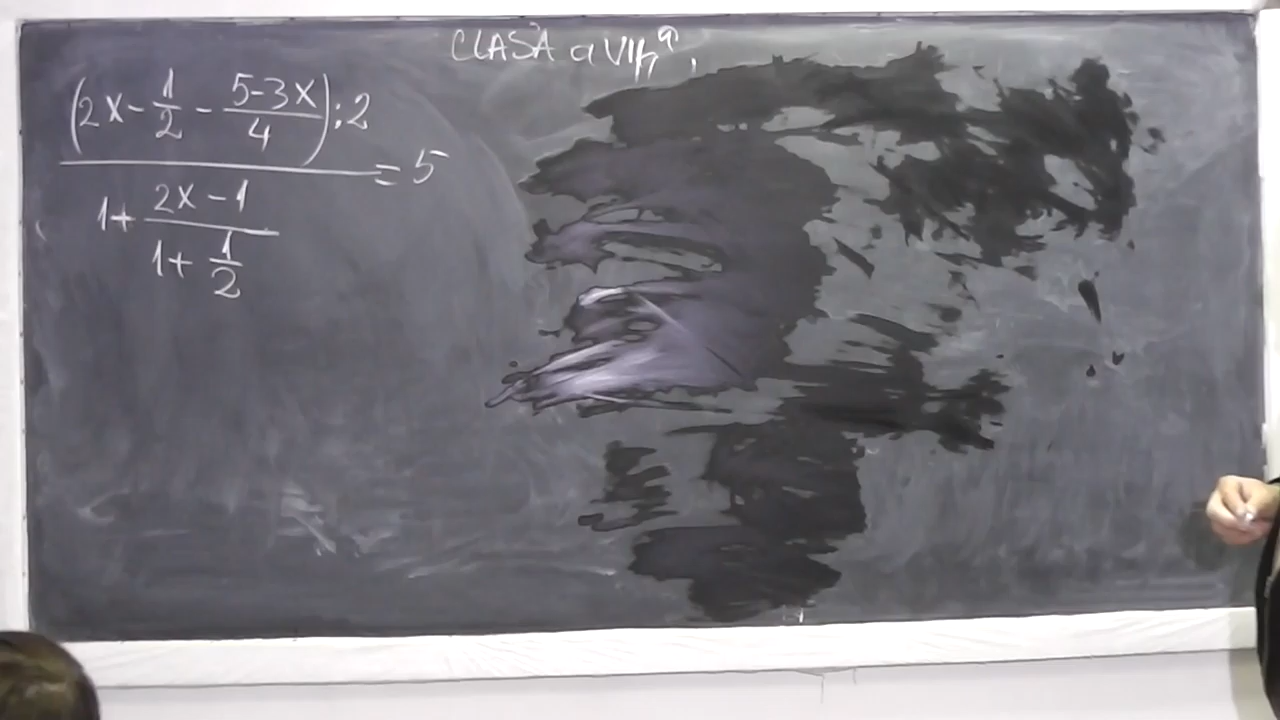 CLASA a VII-a
(2x - 1/2 - (5-3x)/4) : 2
= 5
1 + (2x - 1)/(1 + 1/2)